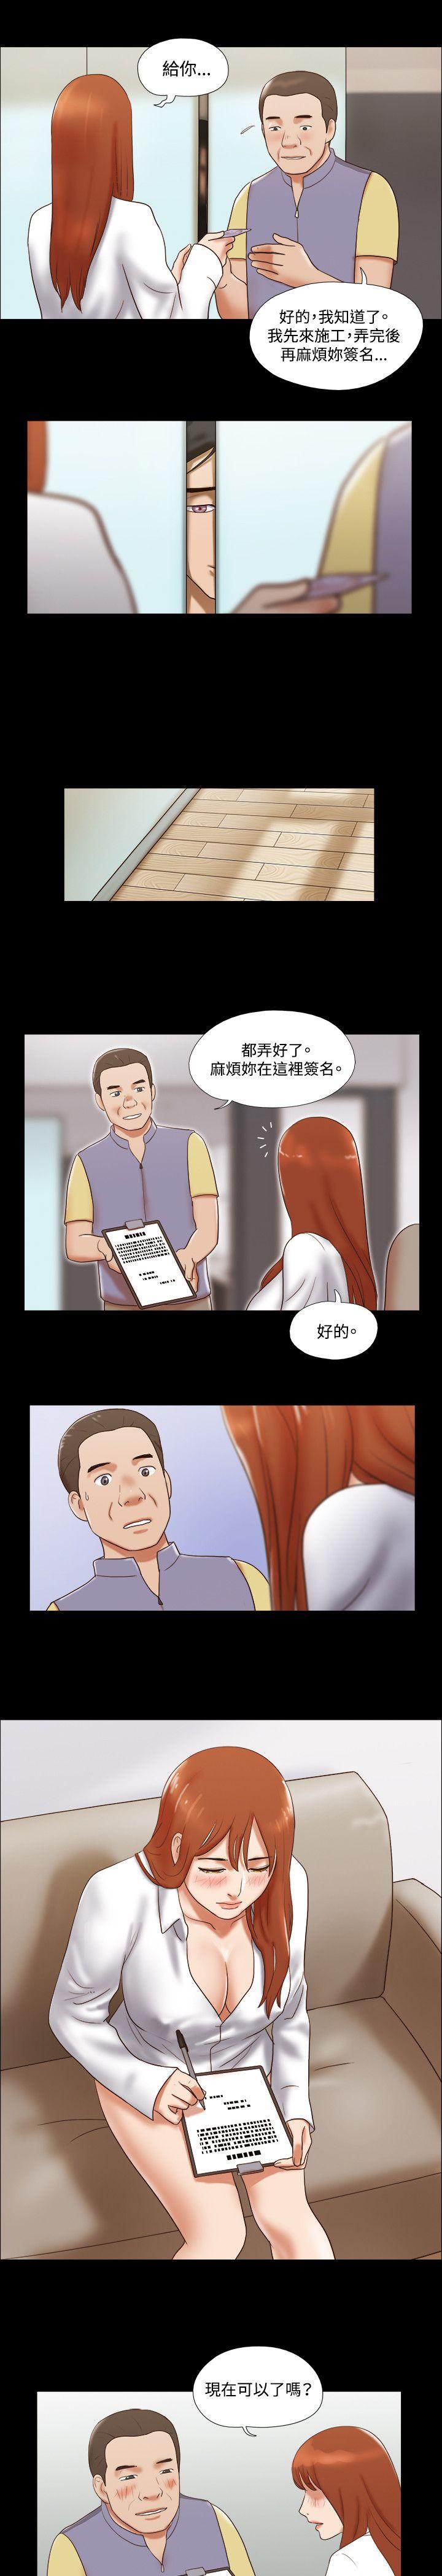 給你...
好的,我知道了。
我先來施工,弄完後
再麻煩妳簽名...
都弄好了。
麻煩妳在這裡簽名。
好的。
現在可以了嗎？